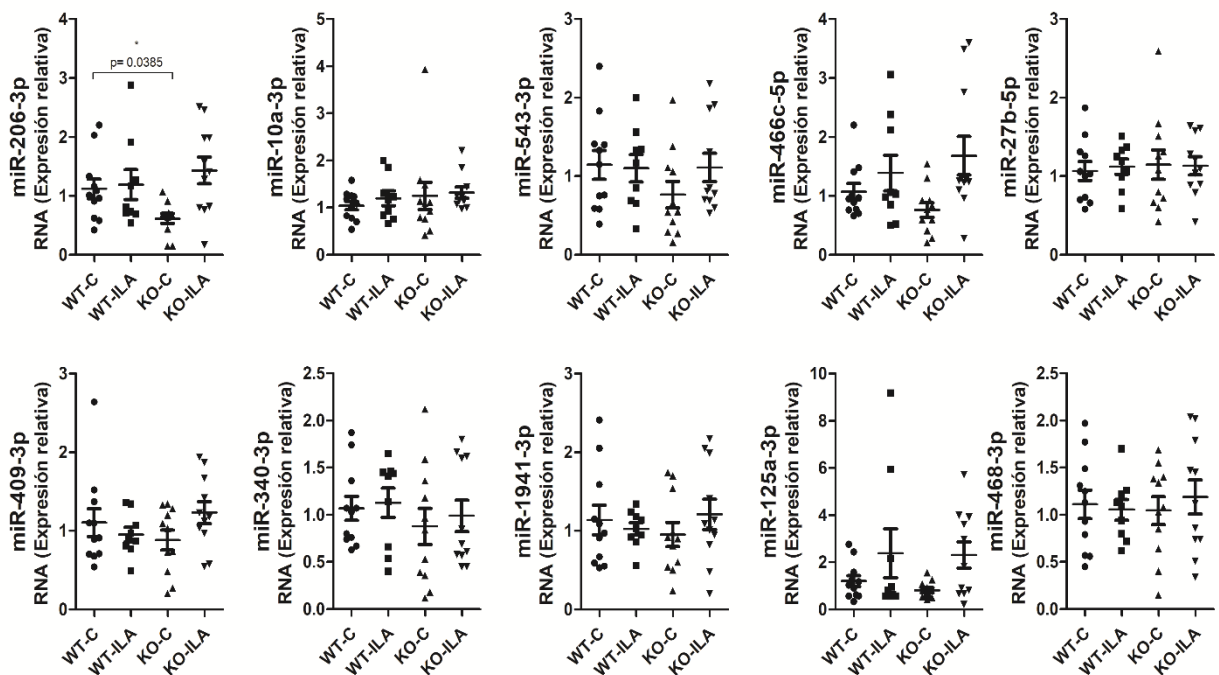 miR-206-3p
RNA (Expresión relativa)
4
3
2
1
0
*
p= 0.0385
WT-C
WT-ILA
KO-C
KO-ILA
miR-10a-3p
RNA (Expresión relativa)
5
4
3
2
1
0
WT-C
WT-ILA
KO-C
KO-ILA
miR-543-3p
RNA (Expresión relativa)
3
2
1
0
WT-C
WT-ILA
KO-C
KO-ILA
miR-466c-5p
RNA (Expresión relativa)
4
3
2
1
0
WT-C
WT-ILA
KO-C
KO-ILA
miR-27b-5p
RNA (Expresión relativa)
3
2
1
0
WT-C
WT-ILA
KO-C
KO-ILA
miR-409-3p
RNA (Expresión relativa)
3
2
1
0
WT-C
WT-ILA
KO-C
KO-ILA
miR-340-3p
RNA (Expresión relativa)
2.5
2.0
1.5
1.0
0.5
0.0
WT-C
WT-ILA
KO-C
KO-ILA
miR-1941-3p
RNA (Expresión relativa)
3
2
1
0
WT-C
WT-ILA
KO-C
KO-ILA
miR-125a-3p
RNA (Expresión relativa)
10
8
6
4
2
0
WT-C
WT-ILA
KO-C
KO-ILA
miR-468-3p
RNA (Expresión relativa)
2.5
2.0
1.5
1.0
0.5
0.0
WT-C
WT-ILA
KO-C
KO-ILA